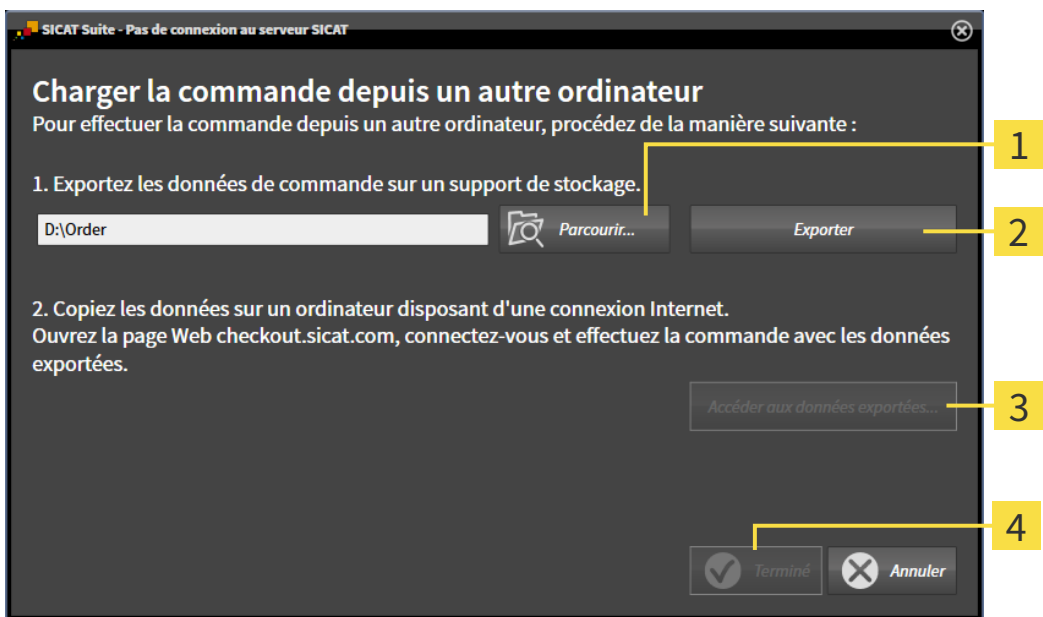 SICAT Suite - Pas de connexion au serveur SICAT
Charger la commande depuis un autre ordinateur
Pour effectuer la commande depuis un autre ordinateur, procédez de la manière suivante :
1
1. Exportez les données de commande sur un support de stockage.
D:\Order
Parcourir...
Exporter
2
2. Copiez les données sur un ordinateur disposant d'une connexion Internet.
Ouvrez la page Web checkout.sicat.com, connectez-vous et effectuez la commande avec les données
exportées.
Accéder aux données exportées...
3
4
Terminé
Annuler